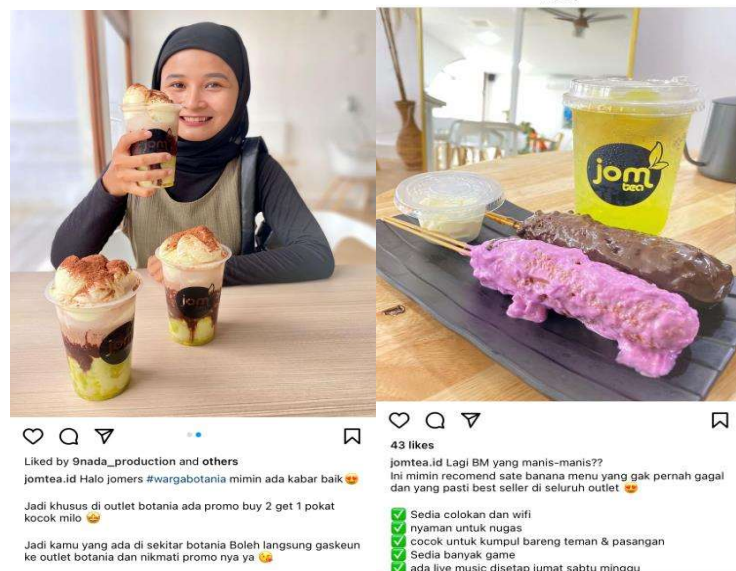 jom
jom
jom
tea
Liked by 9nada_production and others
jomtea.id Halo jomers #wargabotania mimin ada kabar baik😍
Jadi khusus di outlet botania ada promo buy 2 get 1 pokat
kocok milo 🤩
Jadi kamu yang ada di sekitar botania Boleh langsung gaskeun
ke outlet botania dan nikmati promo nya ya 😘
43 likes
jomtea.id Lagi BM yang manis-manis??
Ini mimin recomend sate banana menu yang gak pernah gagal
dan yang pasti best seller di seluruh outlet 😍
✅ Sedia colokan dan wifi
✅ nyaman untuk nugas
✅ cocok untuk kumpul bareng teman & pasangan
✅ Sedia banyak game
✅ ada live music disetap jumat sabtu minggu